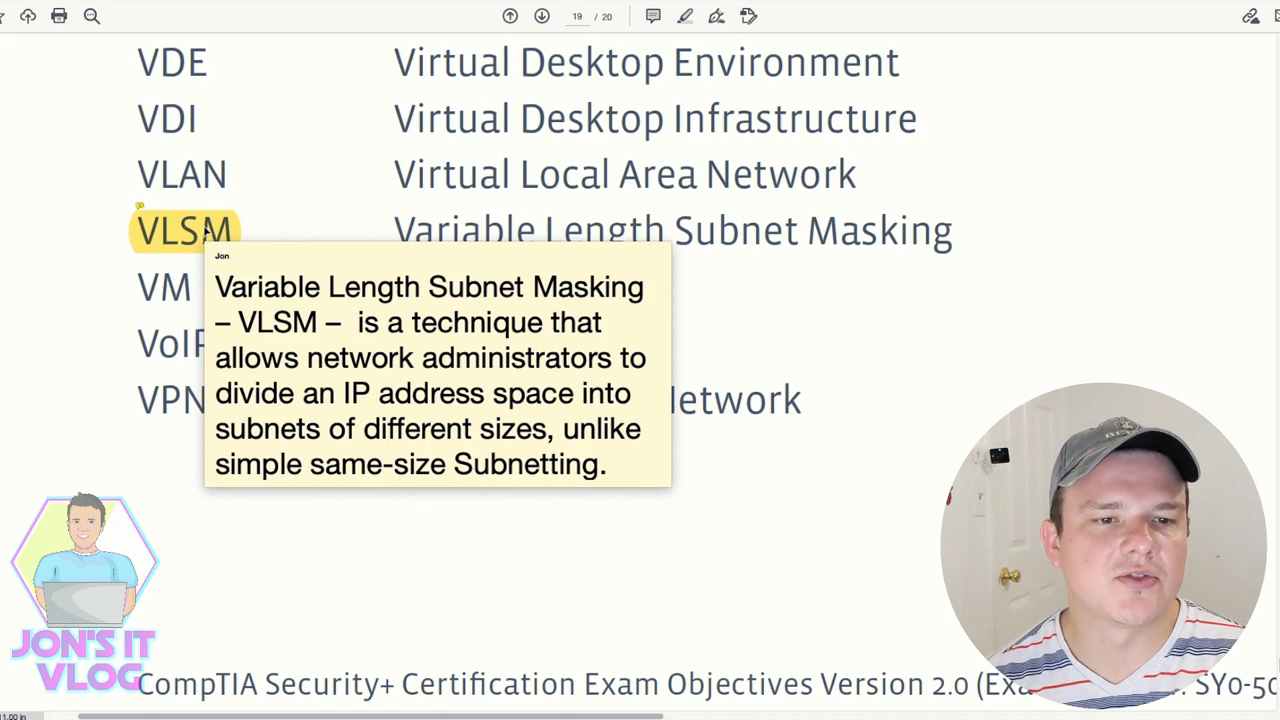 19 / 20
VDE Virtual Desktop Environment
VDI Virtual Desktop Infrastructure
VLAN Virtual Local Area Network
VLSM Variable Length Subnet Masking
Jon
Variable Length Subnet Masking
– VLSM – is a technique that
allows network administrators to
divide an IP address space into
subnets of different sizes, unlike
simple same-size Subnetting.
VM
VoIP
VPN Network
JON'S IT
VLOG
CompTIA Security+ Certification Exam Objectives Version 2.0 (Exa : SY0-50